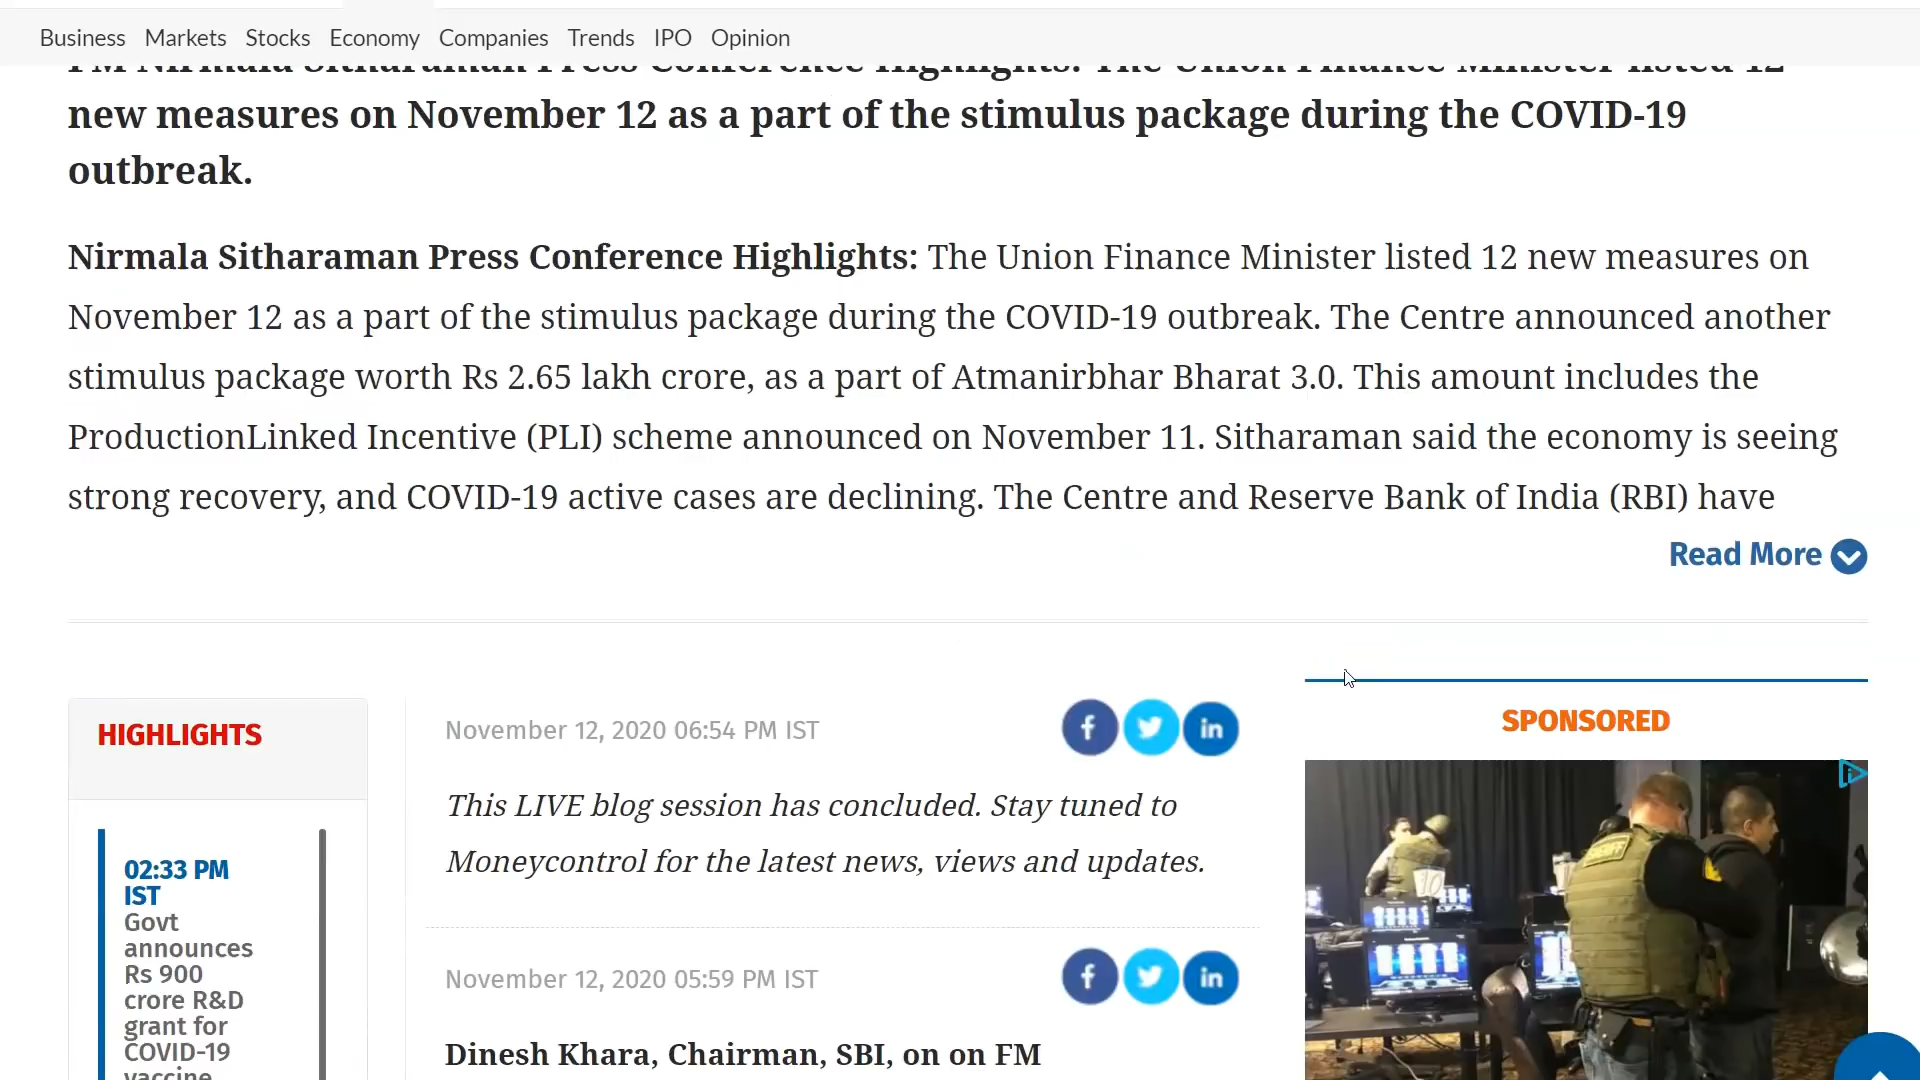 Business Markets Stocks Economy Companies Trends IPO Opinion
FM Nirmala Sitharaman Press Conference Highlights: The Union Finance Minister listed 12
new measures on November 12 as a part of the stimulus package during the COVID-19
outbreak.
Nirmala Sitharaman Press Conference Highlights: The Union Finance Minister listed 12 new measures on
November 12 as a part of the stimulus package during the COVID-19 outbreak. The Centre announced another
stimulus package worth Rs 2.65 lakh crore, as a part of Atmanirbhar Bharat 3.0. This amount includes the
ProductionLinked Incentive (PLI) scheme announced on November 11. Sitharaman said the economy is seeing
strong recovery, and COVID-19 active cases are declining. The Centre and Reserve Bank of India (RBI) have
Read More
HIGHLIGHTS
02:33 PM
IST
Govt
announces
Rs 900
crore R&D
grant for
COVID-19
vaccine
November 12, 2020 06:54 PM IST
This LIVE blog session has concluded. Stay tuned to
Moneycontrol for the latest news, views and updates.
November 12, 2020 05:59 PM IST
Dinesh Khara, Chairman, SBI, on on FM
SPONSORED
SHERIFF
10